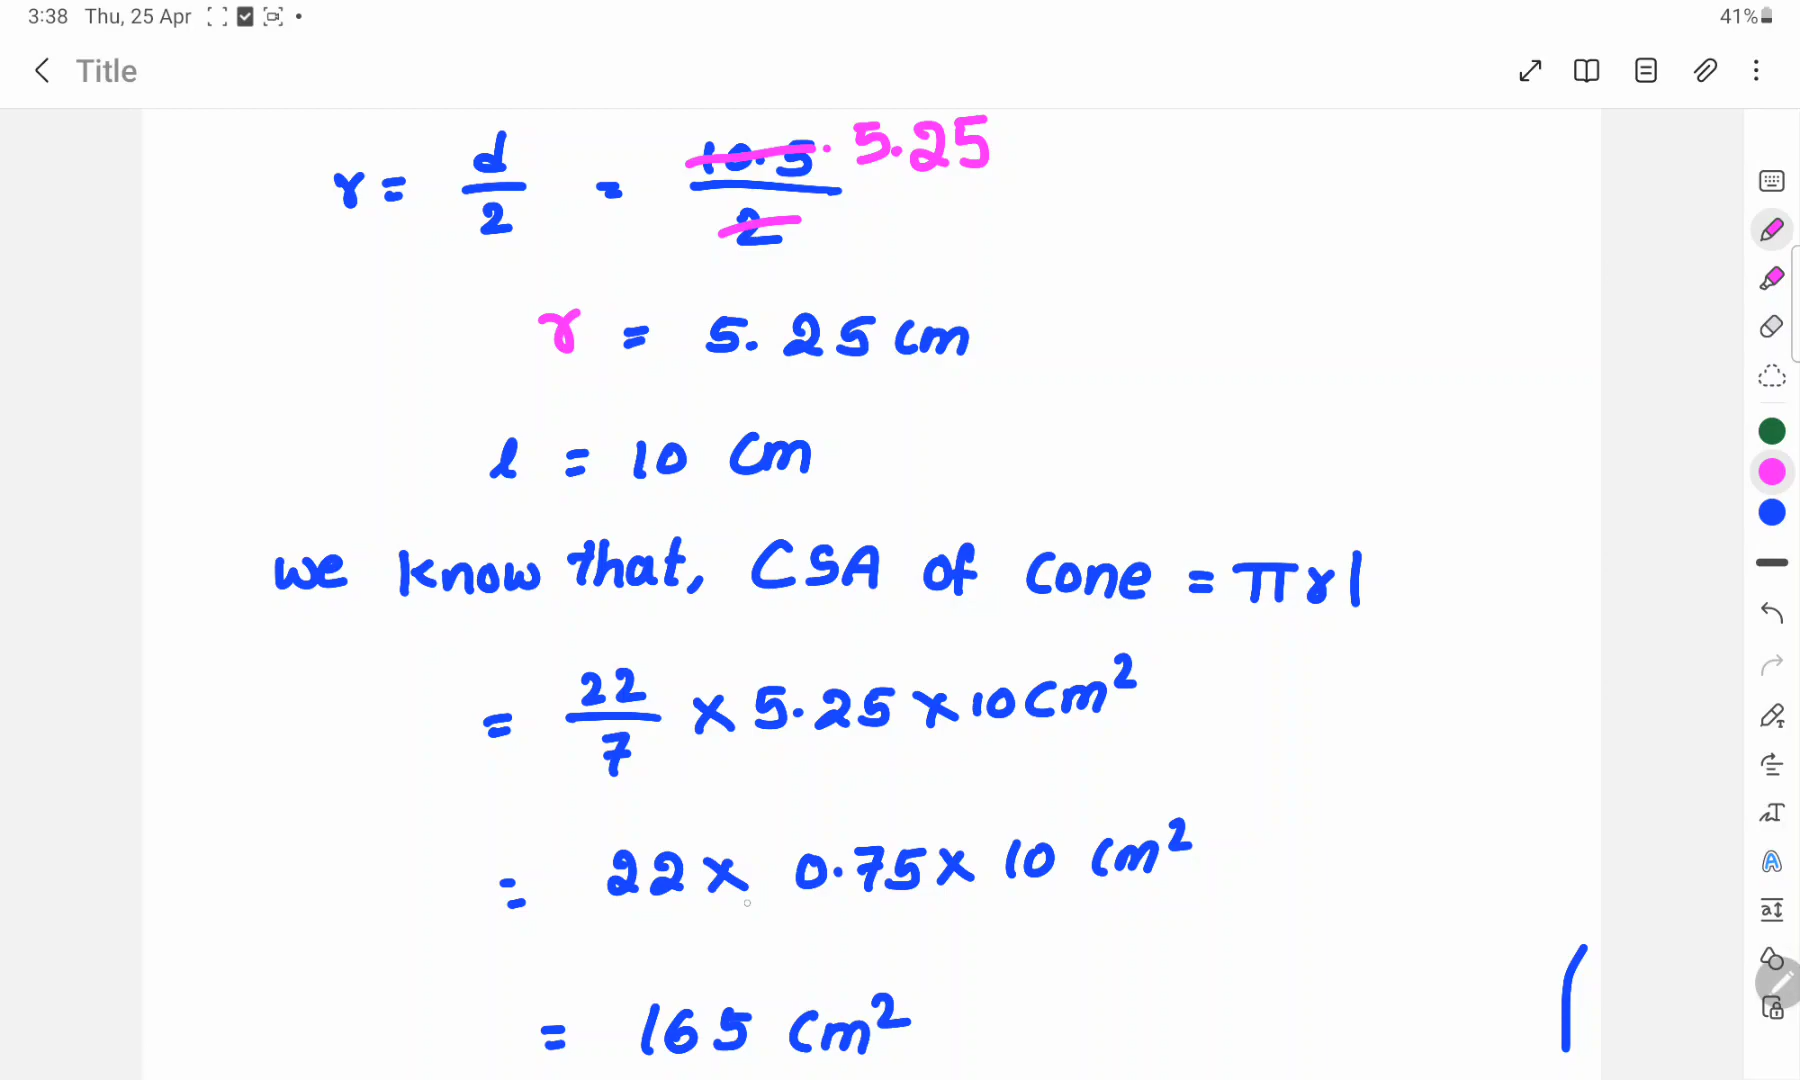 3:38 Thu, 25 Apr
41%
Title
r = d/2 = 10.5/2 5.25
r = 5.25 cm
l = 10 cm
we know that, CSA of cone = πrl
= 22/7 × 5.25 × 10 cm²
= 22 × 0.75 × 10 cm²
= 165 cm²